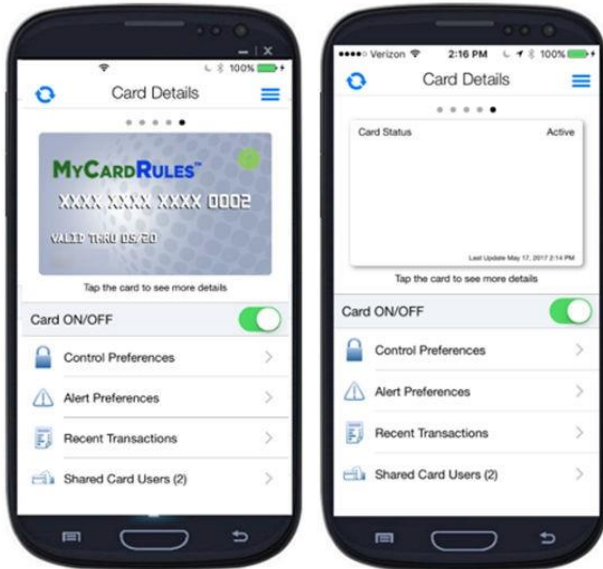 100%
Card Details
MYCARDRULES™
XXXX XXXX XXXX 0002
VALID THRU 05/20
Tap the card to see more details
Card ON/OFF
Control Preferences
Alert Preferences
Recent Transactions
Shared Card Users (2)
Verizon 2:16 PM 100%
Card Details
Card Status Active
Last Update May 17, 2017 2:14 PM
Tap the card to see more details
Card ON/OFF
Control Preferences
Alert Preferences
Recent Transactions
Shared Card Users (2)